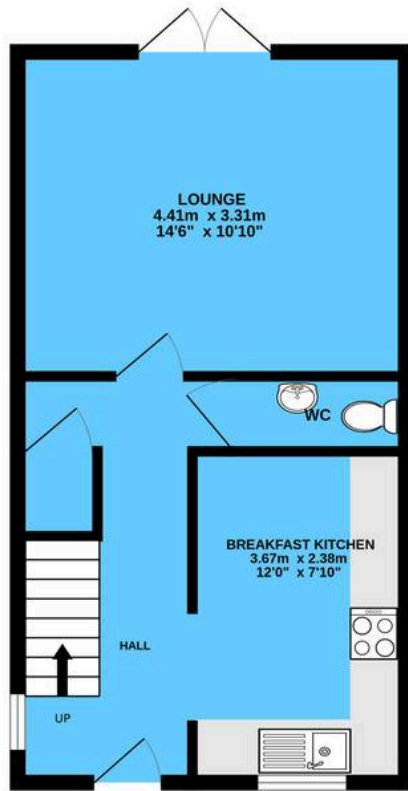 LOUNGE
4.41m x 3.31m
14'6" x 10'10"
WC
BREAKFAST KITCHEN
3.67m x 2.38m
12'0" x 7'10"
HALL
UP